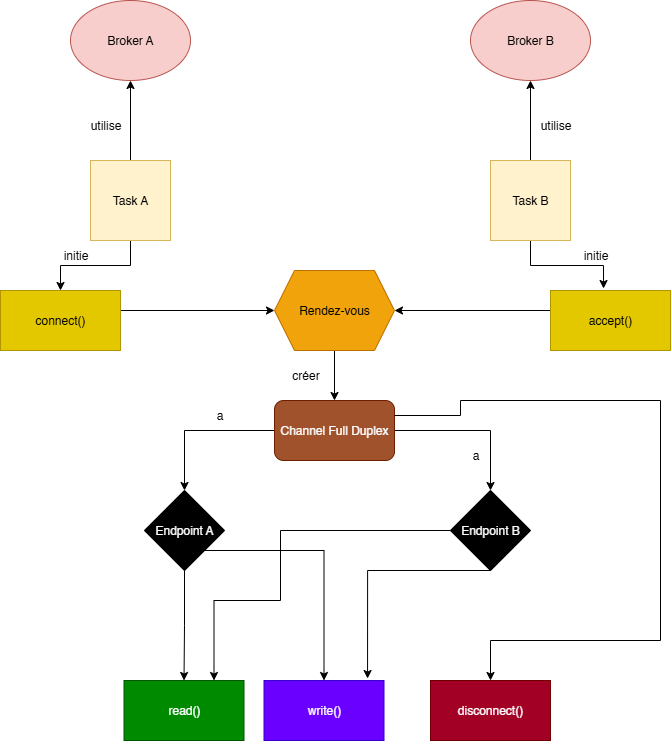 Broker A
Broker B
utilise
utilise
Task A
Task B
initie
initie
connect()
Rendez-vous
accept()
créer
Channel Full Duplex
a
a
Endpoint A
Endpoint B
read()
write()
disconnect()